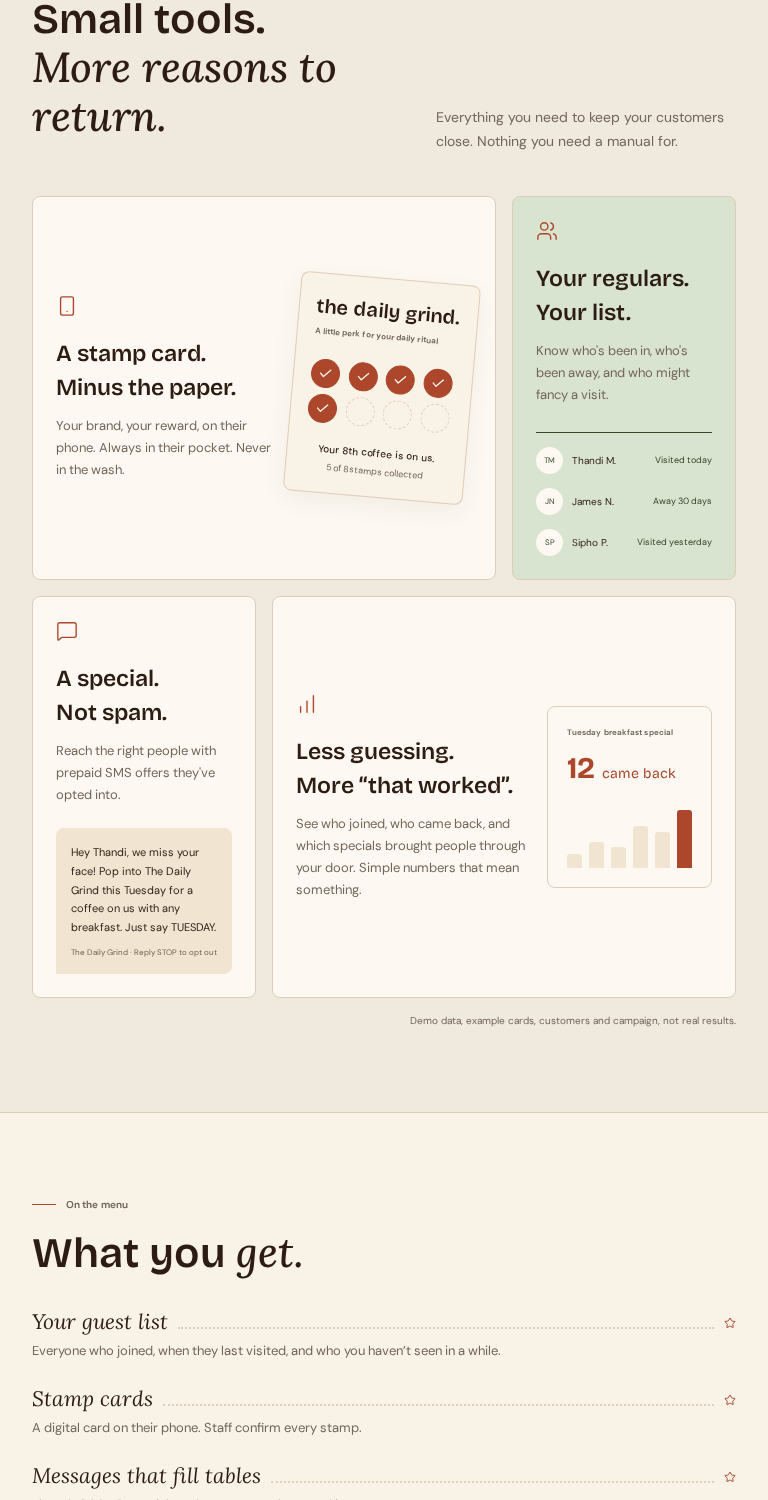 Small tools.
More reasons to
return.
Everything you need to keep your customers
close. Nothing you need a manual for.
A stamp card.
Minus the paper.
Your brand, your reward, on their
phone. Always in their pocket. Never
in the wash.
the daily grind.
A little perk for your daily ritual
Your 8th coffee is on us.
5 of 8 stamps collected
Your regulars.
Your list.
Know who's been in, who's
been away, and who might
fancy a visit.
TM Thandi M. Visited today
JN James N. Away 30 days
SP Sipho P. Visited yesterday
A special.
Not spam.
Reach the right people with
prepaid SMS offers they've
opted into.
Hey Thandi, we miss your
face! Pop into The Daily
Grind this Tuesday for a
coffee on us with any
breakfast. Just say TUESDAY.
The Daily Grind · Reply STOP to opt out
Less guessing.
More “that worked”.
See who joined, who came back, and
which specials brought people through
your door. Simple numbers that mean
something.
Tuesday breakfast special
12 came back
Demo data, example cards, customers and campaign, not real results.
On the menu
What you get.
Your guest list
Everyone who joined, when they last visited, and who you haven’t seen in a while.
Stamp cards
A digital card on their phone. Staff confirm every stamp.
Messages that fill tables